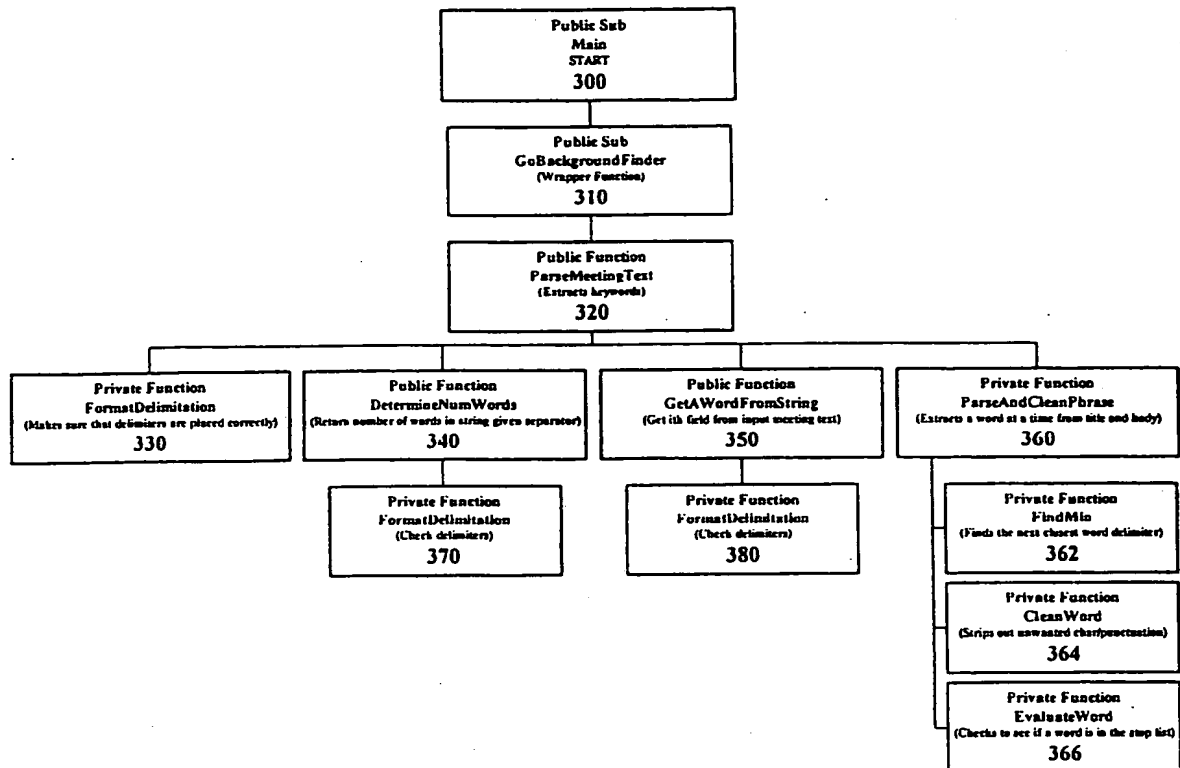 Public Sub
Main
START
300
Public Sub
GoBackgroundFinder
(Wrapper Function)
310
Public Function
ParseMeetingText
(Extracts keywords)
320
Private Function
FormatDelimitation
(Makes sure that delimiters are placed correctly)
330
Public Function
DetermineNumWords
(Return number of words in string given separator)
340
Public Function
GetAWordFromString
(Get ith field from input meeting text)
350
Private Function
ParseAndCleanPhrase
(Extracts a word at a time from title and body)
360
Private Function
FormatDelimitation
(Check delimiters)
370
Private Function
FormatDelimitation
(Check delimiters)
380
Private Function
FindMin
(Finds the next closest word delimiter)
362
Private Function
CleanWord
(Strips out unwanted char/punctuation)
364
Private Function
EvaluateWord
(Checks to see if a word is in the stop list)
366